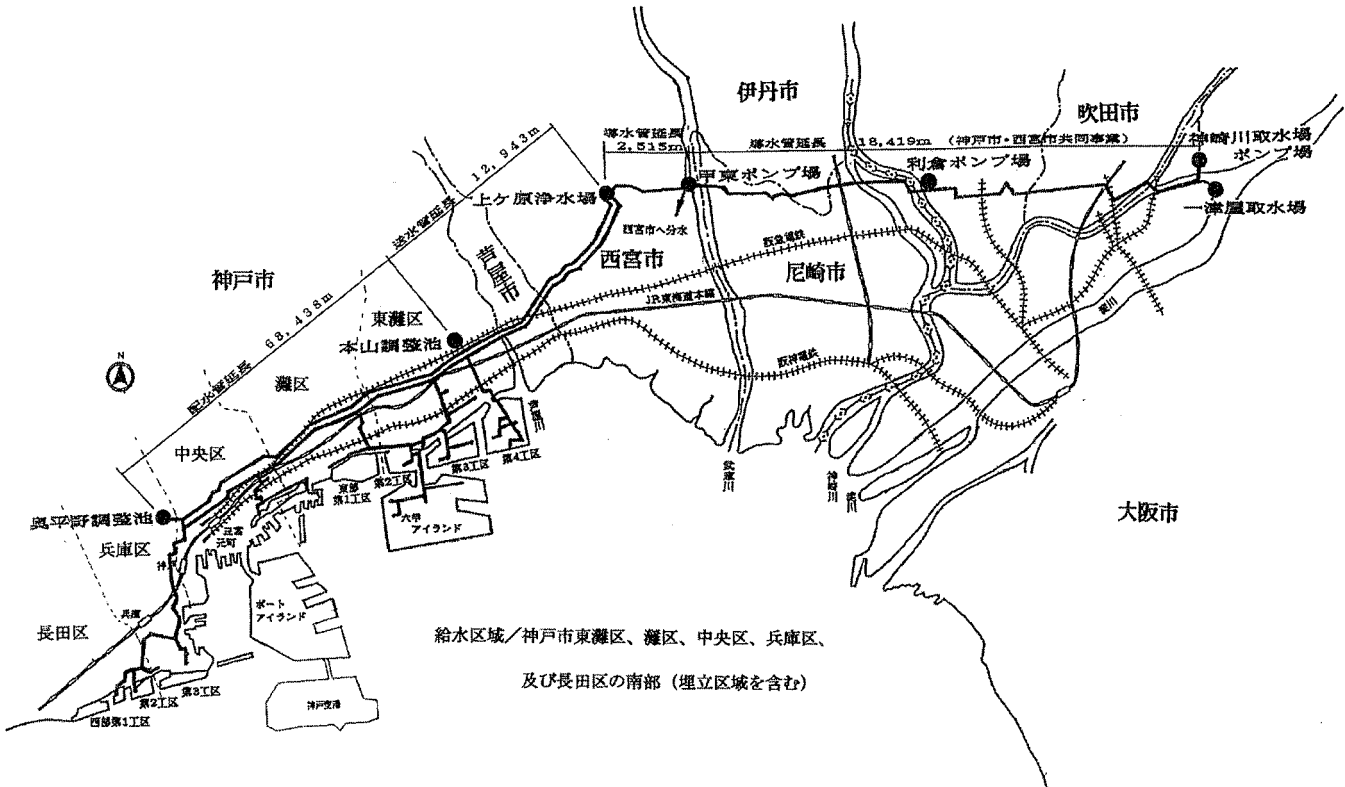 伊丹市
吹田市
導水管延長
2,515m
導水管延長 18,419m (神戸市・西宮市共同事業)
神崎川取水場
ポンプ場
甲東ポンプ場
利倉ポンプ場
一津屋取水場
送水管延長 12,943m
上ケ原浄水場
西宮市へ分水
芦屋市
西宮市
阪急電鉄
尼崎市
神戸市
JR東海道本線
東灘区
本山調整池
配水管延長 68,438m
N
灘区
阪神電鉄
中央区
第4工区
第3工区
第2工区
東部
第1工区
武庫川
神崎川
淀川
六甲
アイランド
大阪市
奥平野調整池
兵庫区
三宮
元町
神戸
兵庫
長田区
ポート
アイランド
給水区域/神戸市東灘区、灘区、中央区、兵庫区、
及び長田区の南部(埋立区域を含む)
第3工区
第2工区
西部第1工区
神戸空港